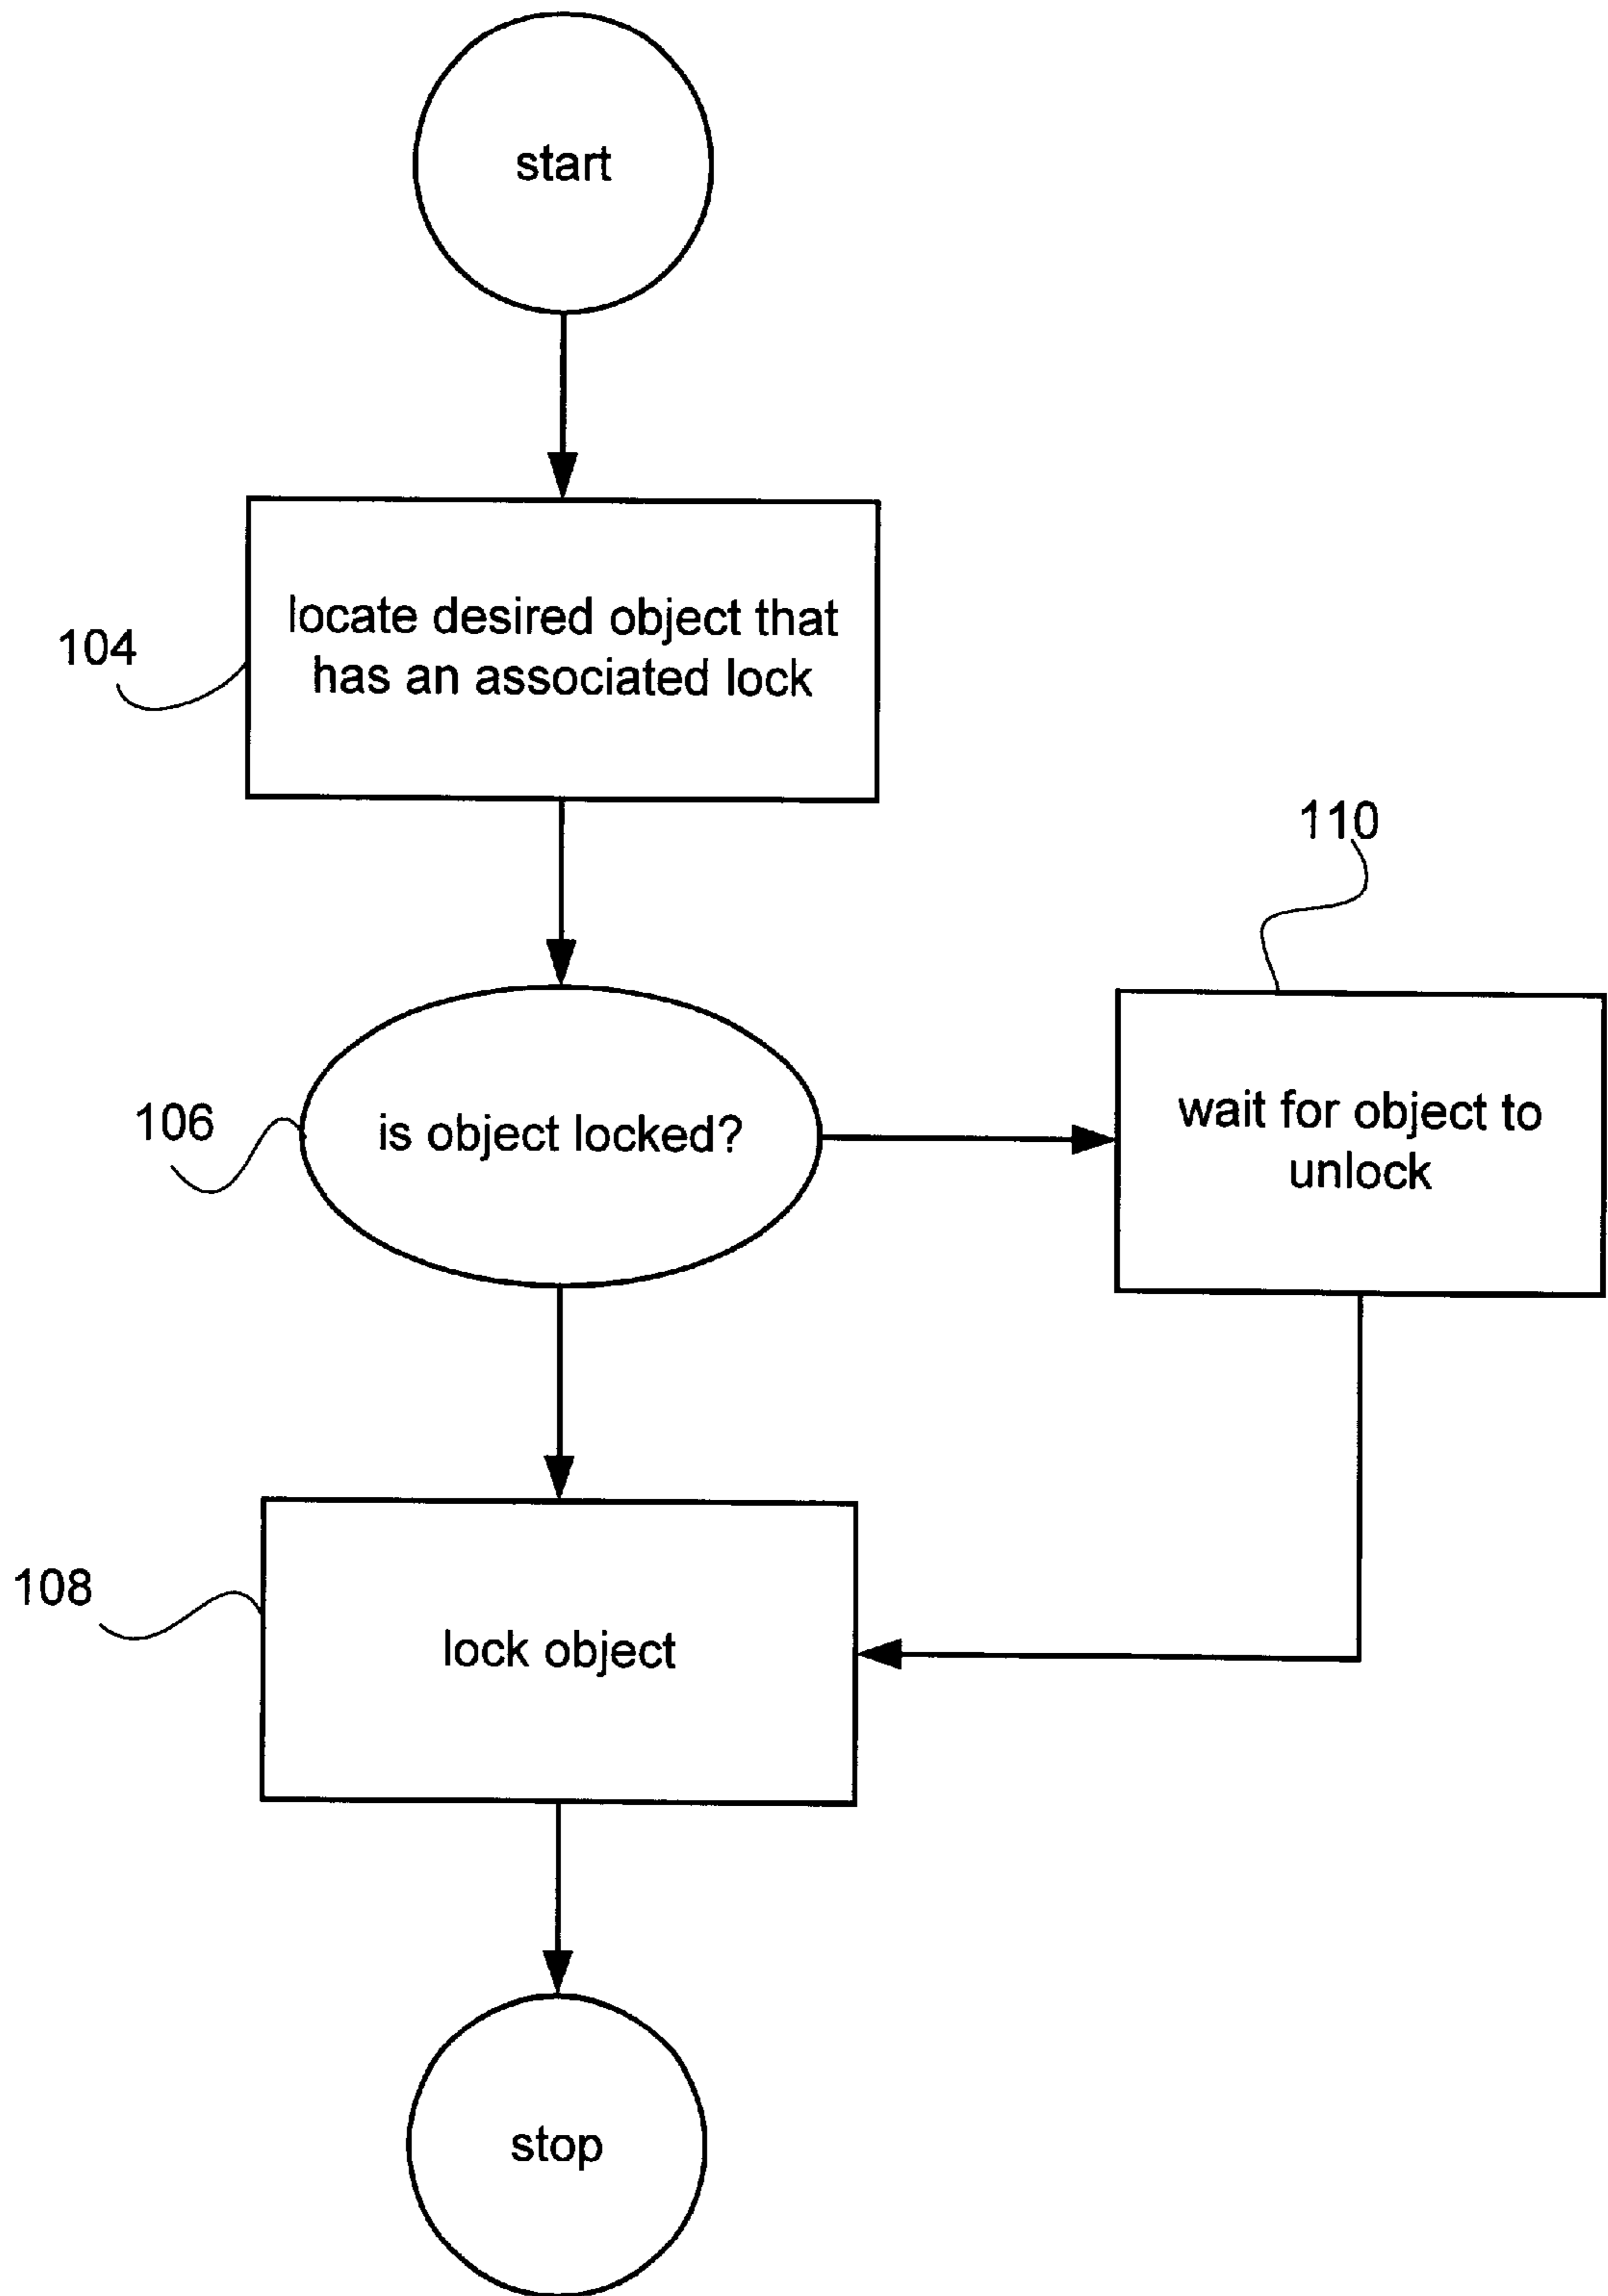 start
104
locate desired object that
has an associated lock
110
106
is object locked?
wait for object to
unlock
108
lock object
stop